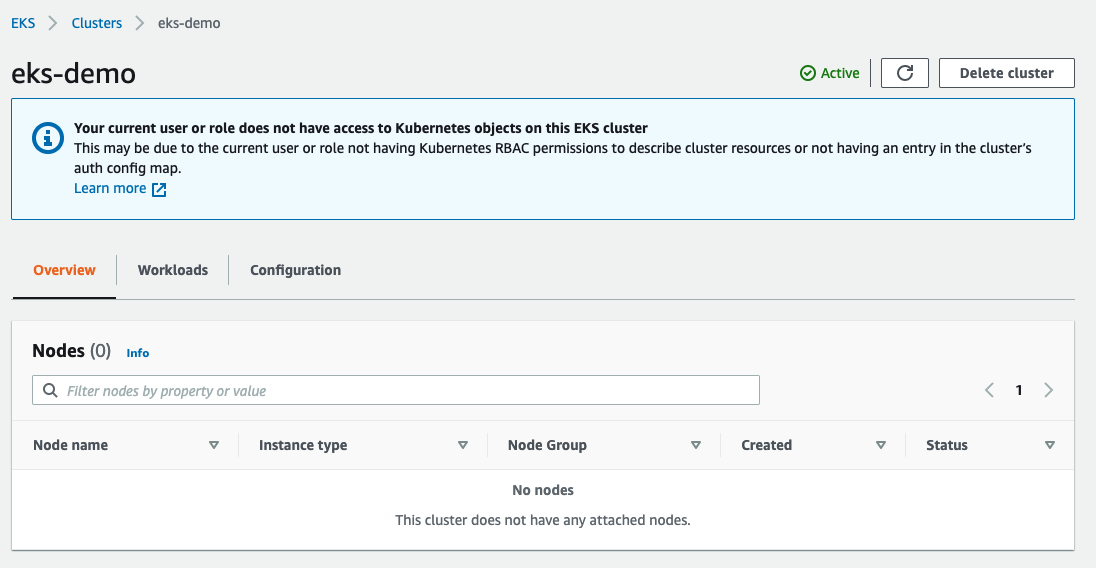 EKS > Clusters > eks-demo
eks-demo
Active
Delete cluster
Your current user or role does not have access to Kubernetes objects on this EKS cluster
This may be due to the current user or role not having Kubernetes RBAC permissions to describe cluster resources or not having an entry in the cluster’s
auth config map.
Learn more
Overview Workloads Configuration
Nodes (0) Info
Filter nodes by property or value
1
Node name Instance type Node Group Created Status
No nodes
This cluster does not have any attached nodes.